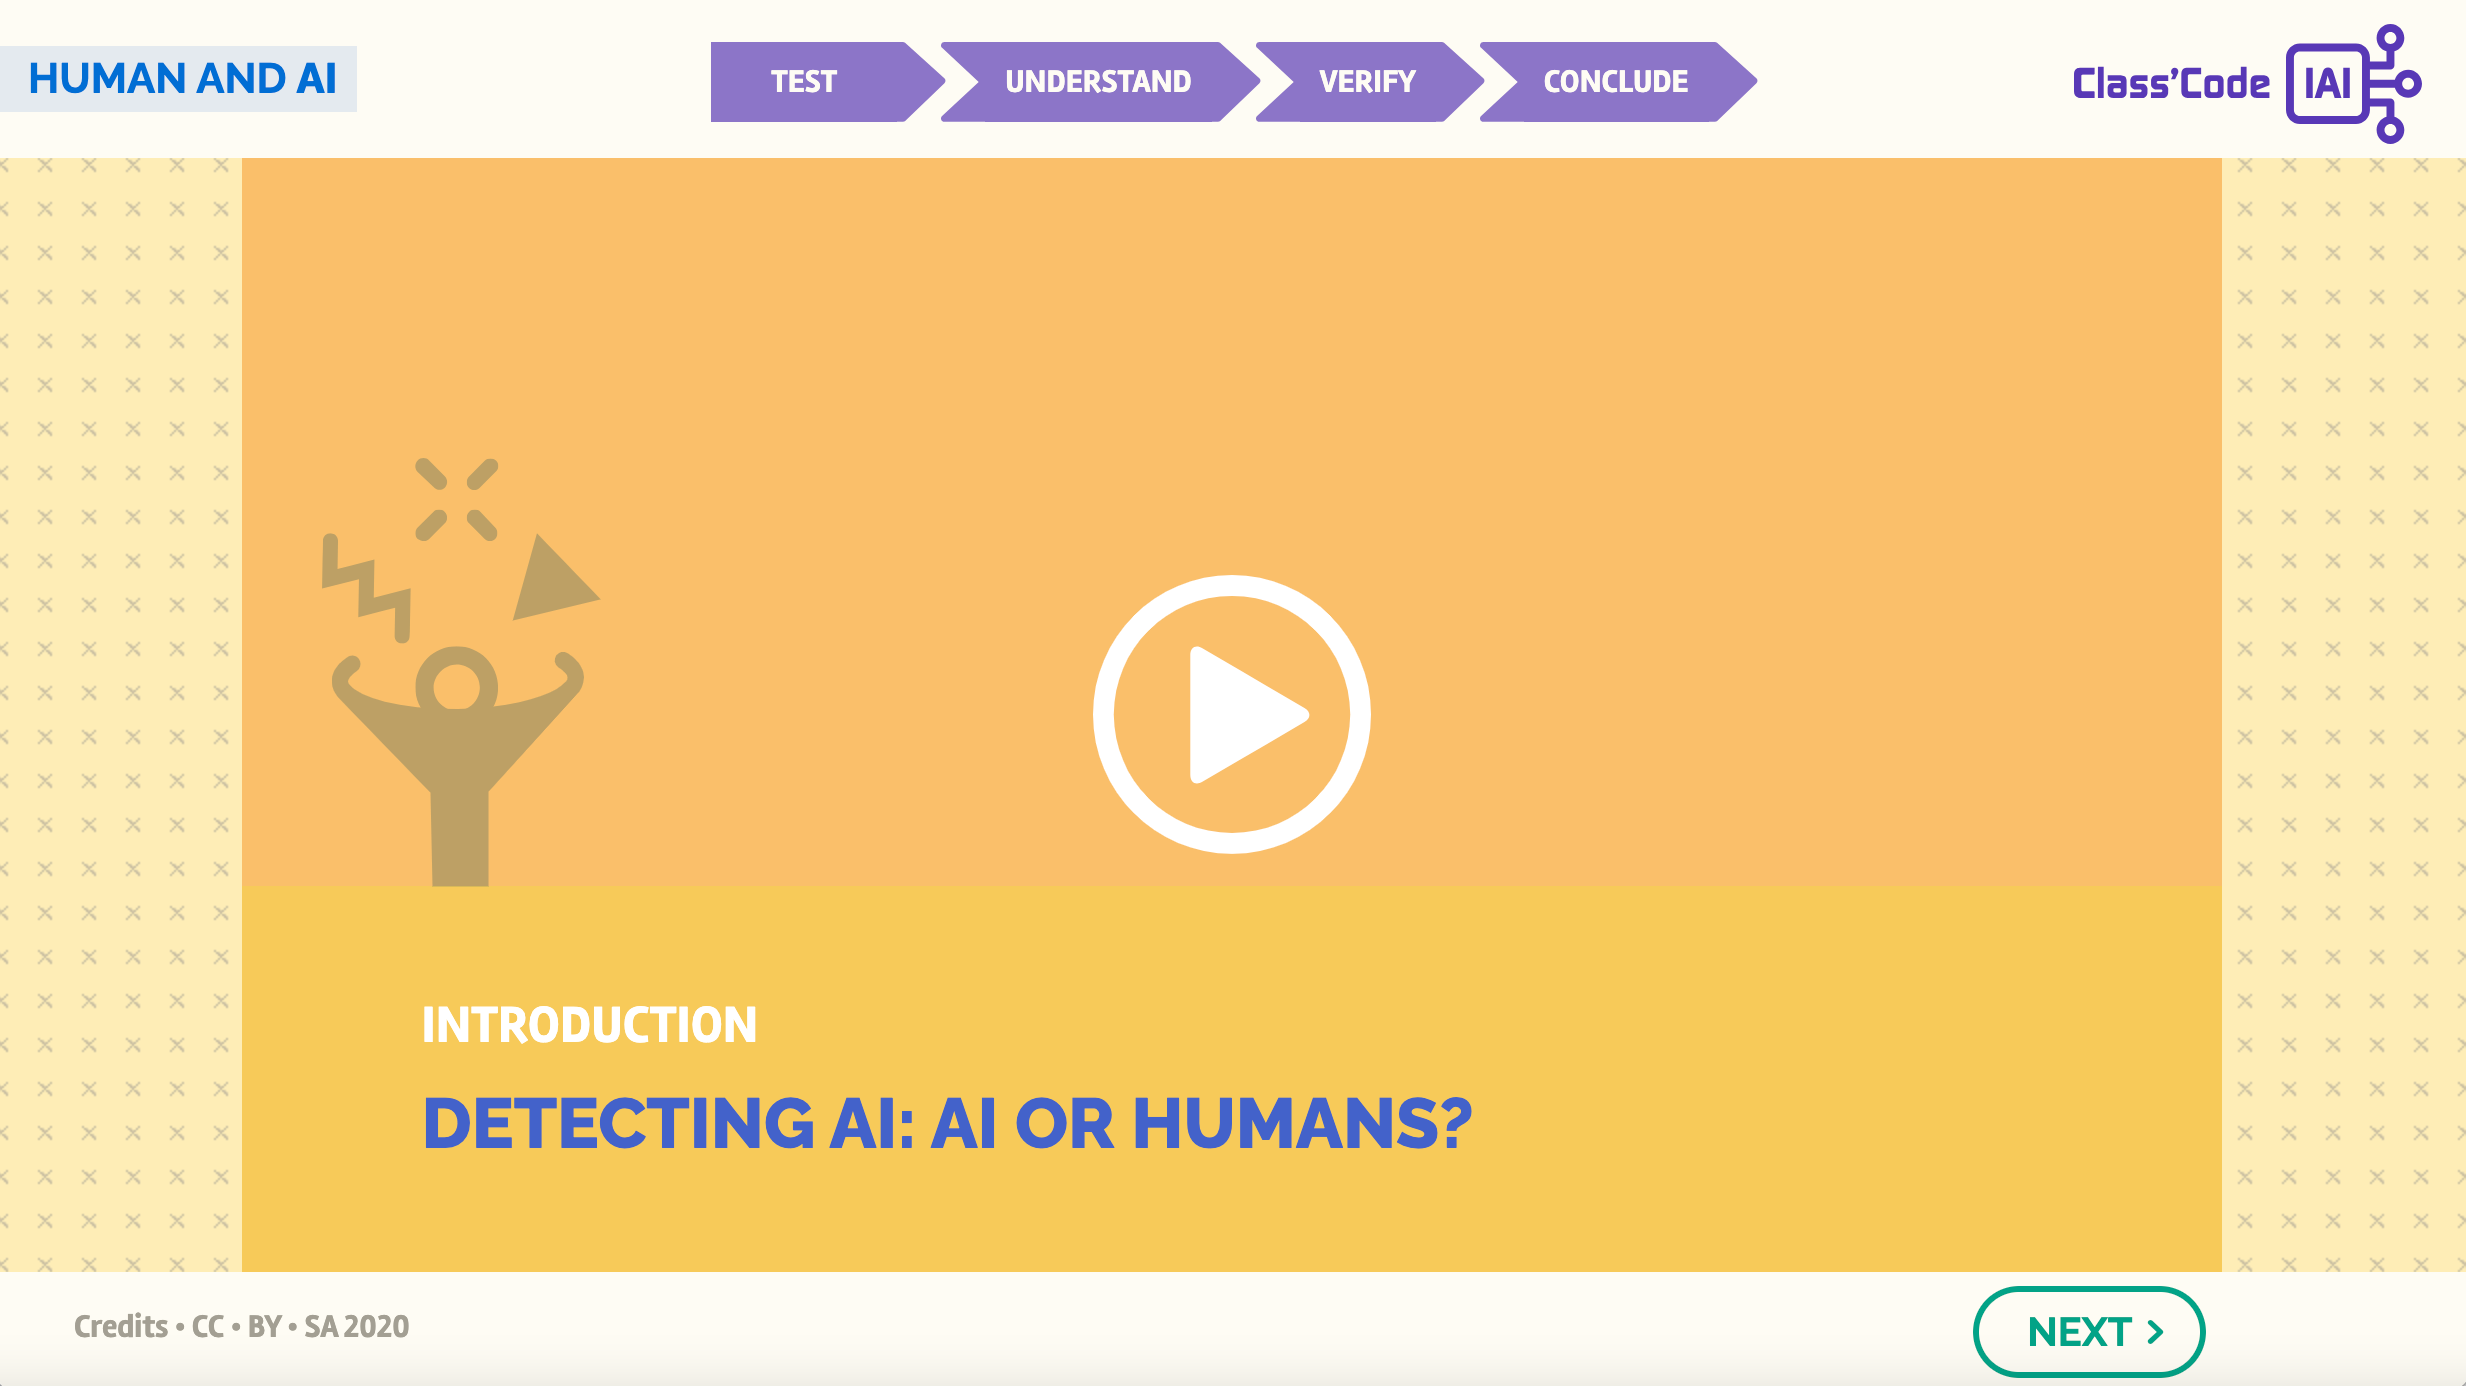 HUMAN AND AI
TEST
UNDERSTAND
VERIFY
CONCLUDE
Class'Code
IAI
INTRODUCTION
DETECTING AI: AI OR HUMANS?
Credits • CC • BY • SA 2020
NEXT >